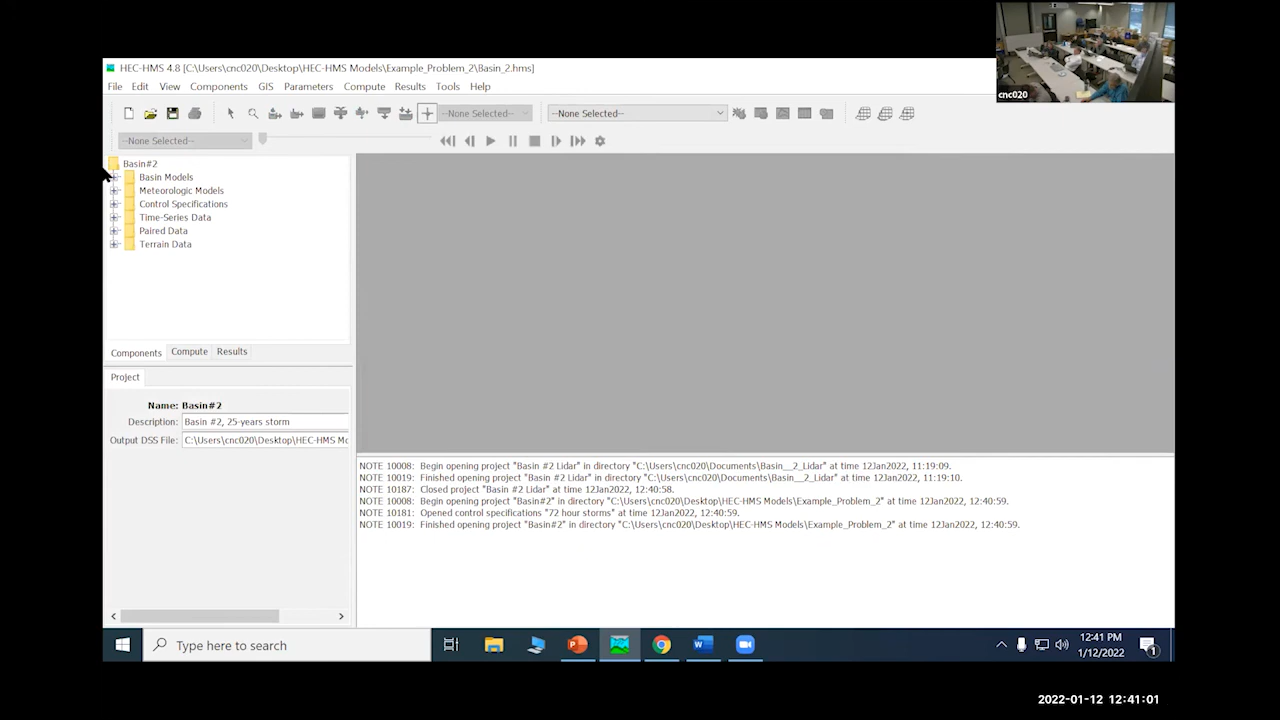 HEC-HMS 4.8 [C:\Users\cnc020\Desktop\HEC-HMS Models\Example_Problem_2\Basin_2.hms]
File Edit View Components GIS Parameters Compute Results Tools Help
--None Selected-- --None Selected--
--None Selected--
Basin#2
Basin Models
Meteorologic Models
Control Specifications
Time-Series Data
Paired Data
Terrain Data
Components Compute Results
Project
Name: Basin#2
Description: Basin #2, 25-years storm
Output DSS File: C:\Users\cnc020\Desktop\HEC-HMS Mc
NOTE 10008: Begin opening project "Basin #2 Lidar" in directory "C:\Users\cnc020\Documents\Basin__2_Lidar" at time 12Jan2022, 11:19:09.
NOTE 10019: Finished opening project "Basin #2 Lidar" in directory "C:\Users\cnc020\Documents\Basin__2_Lidar" at time 12Jan2022, 11:19:10.
NOTE 10187: Closed project "Basin #2 Lidar" at time 12Jan2022, 12:40:58.
NOTE 10008: Begin opening project "Basin#2" in directory "C:\Users\cnc020\Desktop\HEC-HMS Models\Example_Problem_2" at time 12Jan2022, 12:40:59.
NOTE 10181: Opened control specifications "72 hour storms" at time 12Jan2022, 12:40:59.
NOTE 10019: Finished opening project "Basin#2" in directory "C:\Users\cnc020\Desktop\HEC-HMS Models\Example_Problem_2" at time 12Jan2022, 12:40:59.
cnc020
Type here to search
12:41 PM
1/12/2022
1
2022-01-12 12:41:01